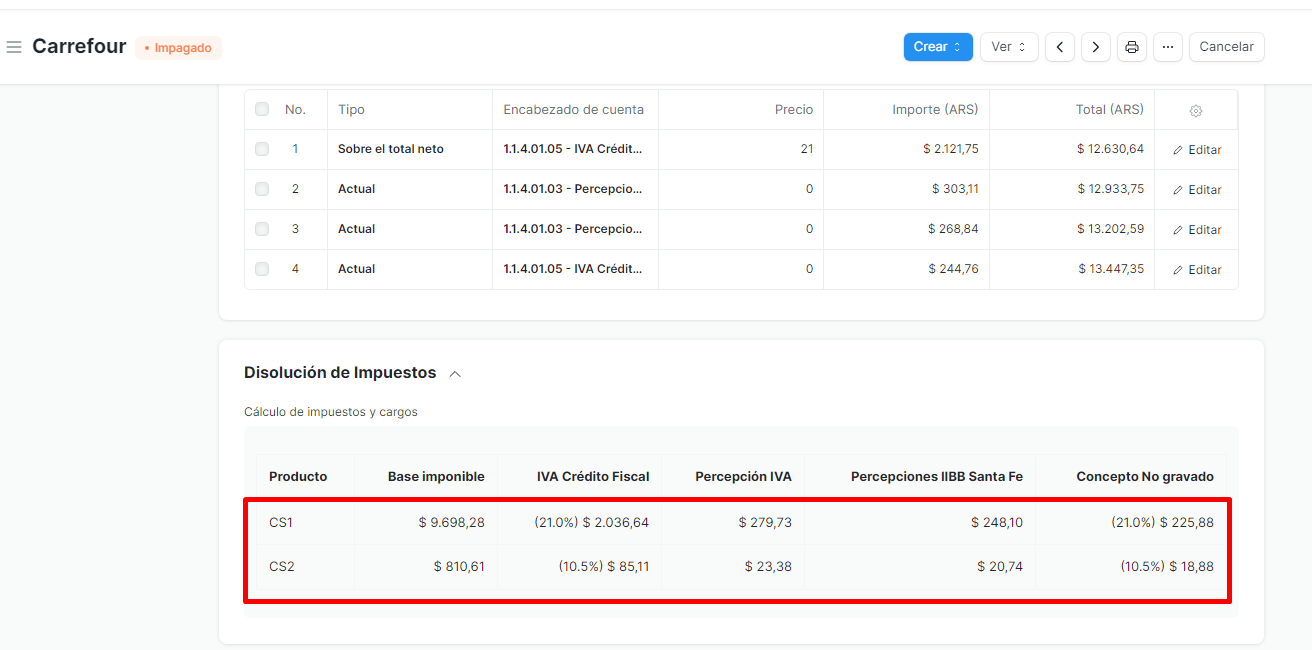 Carrefour • Impagado Crear Ver ... Cancelar
No. Tipo Encabezado de cuenta Precio Importe (ARS) Total (ARS)
1 Sobre el total neto 1.1.4.01.05 - IVA Crédit... 21 $ 2.121,75 $ 12.630,64 Editar
2 Actual 1.1.4.01.03 - Percepcio... 0 $ 303,11 $ 12.933,75 Editar
3 Actual 1.1.4.01.03 - Percepcio... 0 $ 268,84 $ 13.202,59 Editar
4 Actual 1.1.4.01.05 - IVA Crédit... 0 $ 244,76 $ 13.447,35 Editar
Disolución de Impuestos
Cálculo de impuestos y cargos
Producto Base imponible IVA Crédito Fiscal Percepción IVA Percepciones IIBB Santa Fe Concepto No gravado
CS1 $ 9.698,28 (21.0%) $ 2.036,64 $ 279,73 $ 248,10 (21.0%) $ 225,88
CS2 $ 810,61 (10.5%) $ 85,11 $ 23,38 $ 20,74 (10.5%) $ 18,88